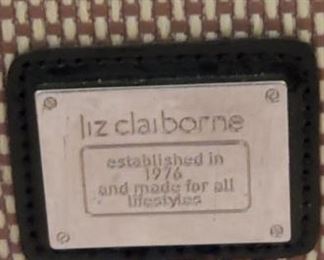 liz claiborne
established in
1976
and made for all
lifestyles